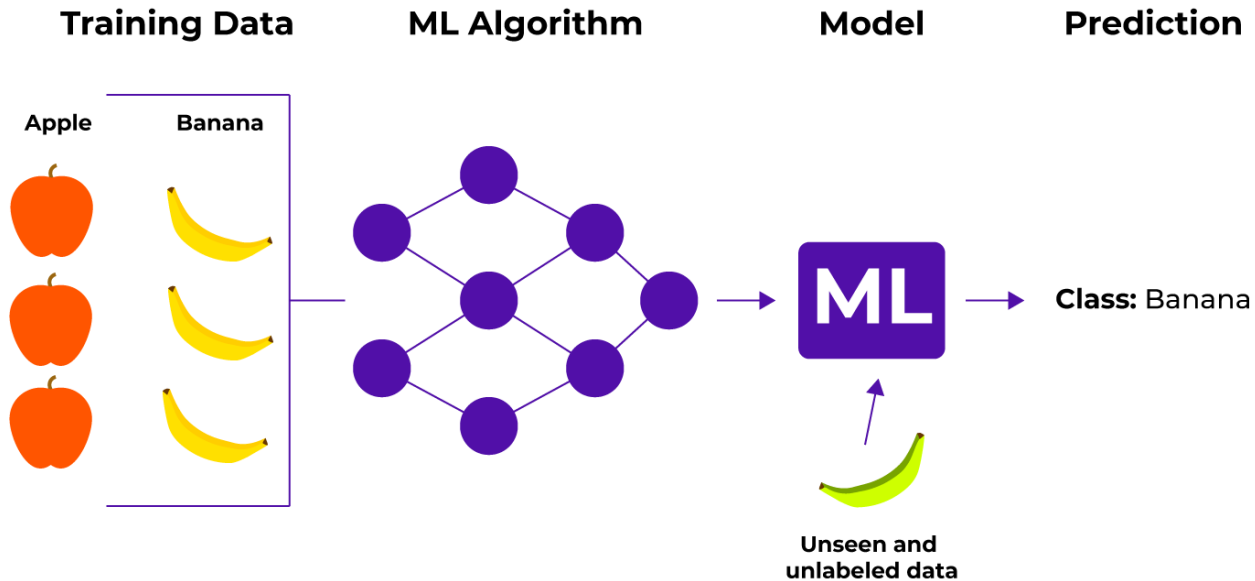 Training Data
ML Algorithm
Model
Prediction
Apple
Banana
ML
Class: Banana
Unseen and
unlabeled data